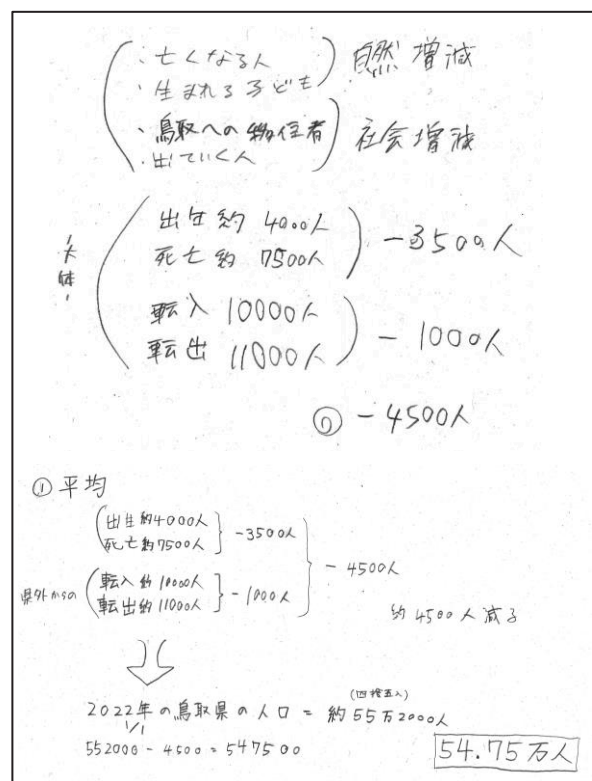 ・亡くなる人
・生まれる子ども
自然増減
・鳥取への移住者
・出ていく人
社会増減
大体
出生約4000人
死亡約7500人
-3500人
転入10000人
転出11000人
-1000人
-4500人
① 平均
出生約4000人
死亡約7500人
-3500人
県外からの
転入約10000人
転出約11000人
-1000人
-4500人
約4500人減る
(四捨五入)
2022年の鳥取県の人口=約55万2000人
1/1
552000-4500=547500
54.75万人